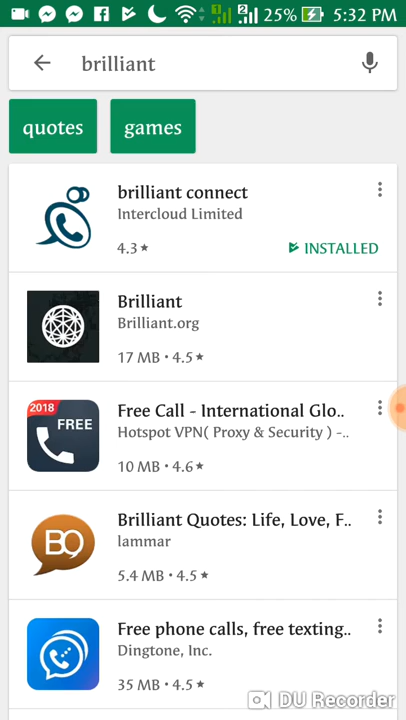 25% 5:32 PM
brilliant
quotes games
brilliant connect
Intercloud Limited
4.3★ INSTALLED
Brilliant
Brilliant.org
17 MB • 4.5★
2018
FREE
Free Call - International Glo..
Hotspot VPN( Proxy & Security ) -..
10 MB • 4.6★
BQ
Brilliant Quotes: Life, Love, F..
lammar
5.4 MB • 4.5★
Free phone calls, free texting..
Dingtone, Inc.
35 MB • 4.5★
DU Recorder